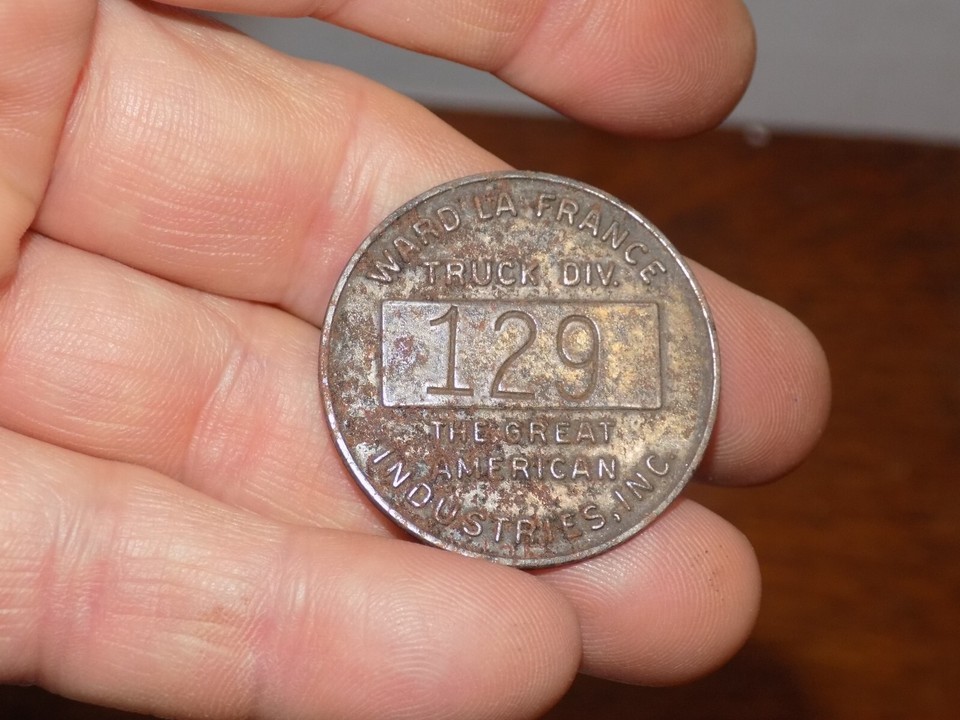 WARD LA FRANCE
TRUCK DIV.
129
THE GREAT
AMERICAN
INDUSTRIES, INC.